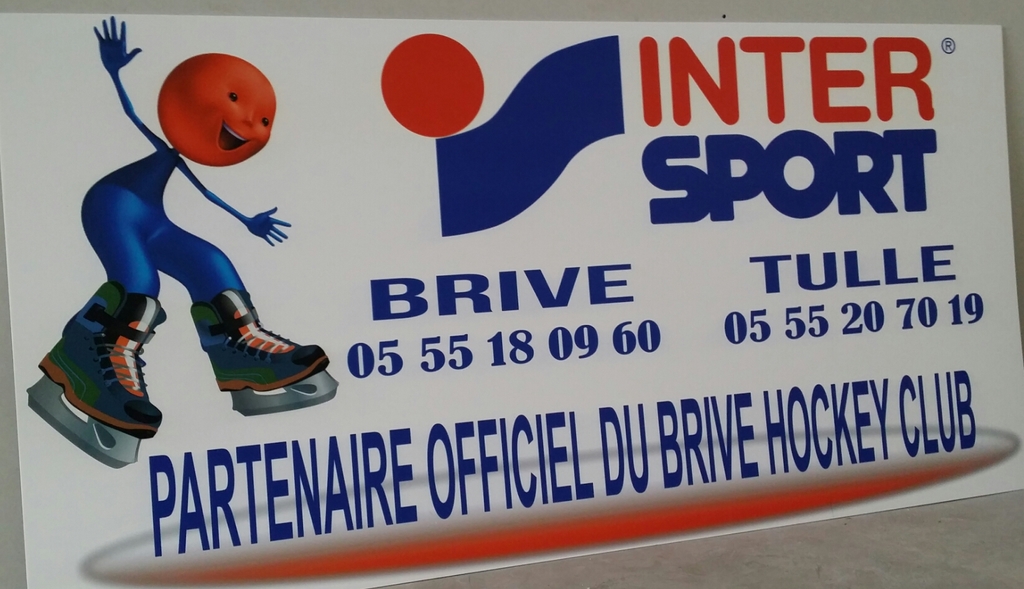 INTER®
SPORT
BRIVE
05 55 18 09 60
TULLE
05 55 20 70 19
PARTENAIRE OFFICIEL DU BRIVE HOCKEY CLUB